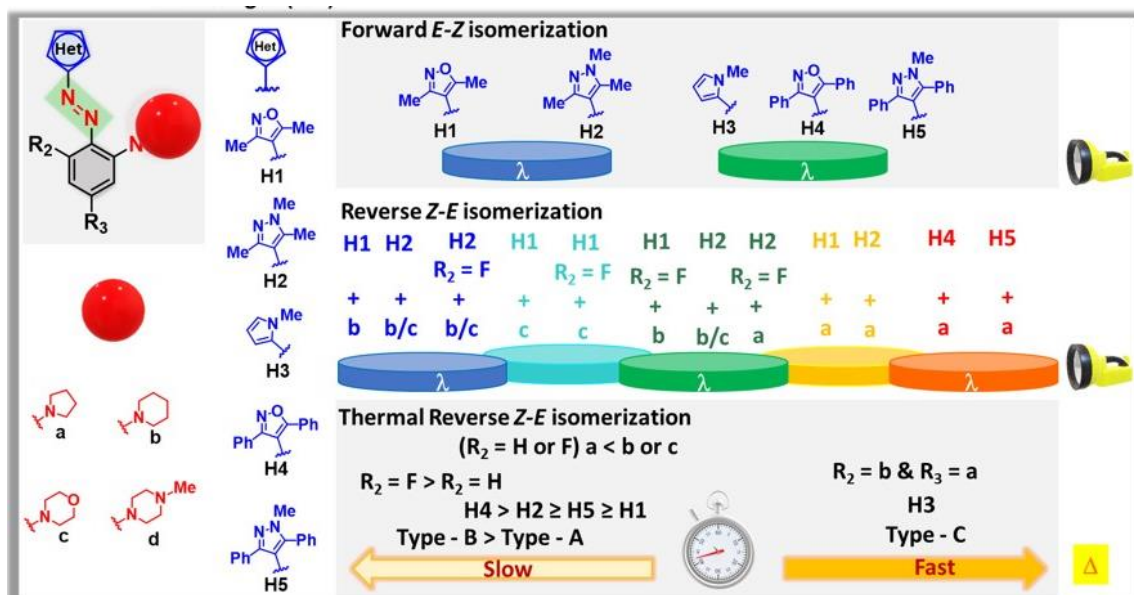 Het
N
N
N
R2
R3
Het
N
O
Me
Me
H1
Me
N
N
Me
Me
H2
Me
N
H3
N
O
Ph
Ph
H4
Me
N
N
Ph
Ph
H5
N
a
N
b
O
N
c
Me
N
N
d
Forward E-Z isomerization
N
O
Me
Me
H1
Me
N
N
Me
Me
H2
Me
N
H3
N
O
Ph
Ph
H4
Me
N
N
Ph
Ph
H5
λ
λ
Reverse Z-E isomerization
H1 H2 H2 H1 H1 H1 H2 H2 H1 H2 H4 H5
R2 = F R2 = F R2 = F R2 = F
+ + + + + + + + + + + +
b b/c b/c c c b b/c a a a a a
λ λ λ
Thermal Reverse Z-E isomerization
(R2 = H or F) a < b or c
R2 = F > R2 = H
H4 > H2 ≥ H5 ≥ H1
Type - B > Type - A
Slow
R2 = b & R3 = a
H3
Type - C
Fast
Δ